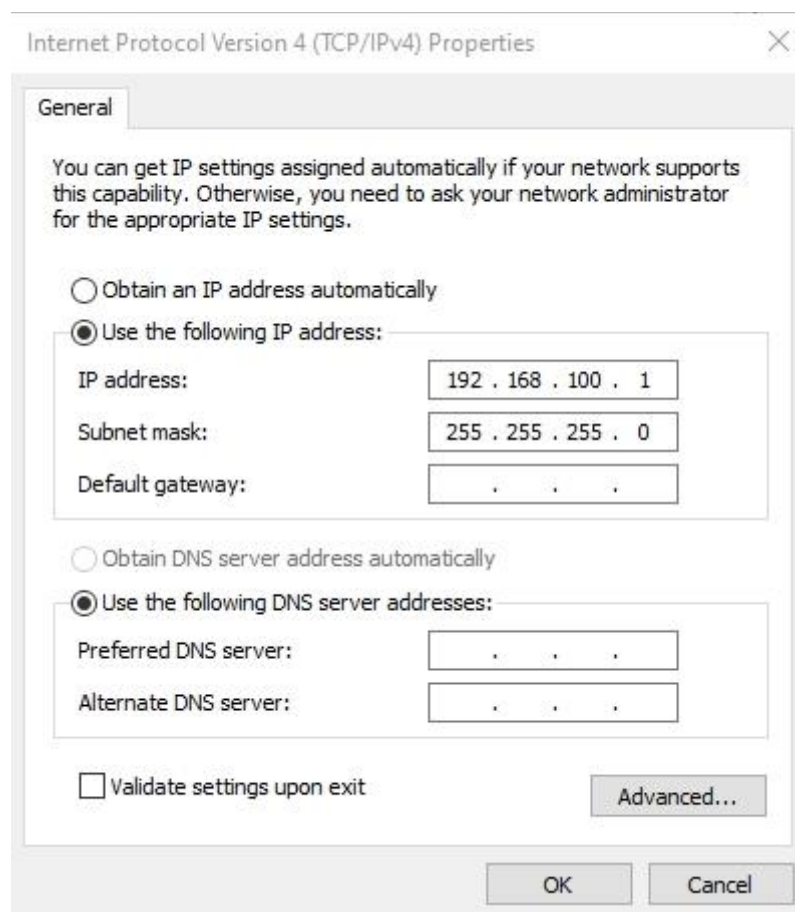 Internet Protocol Version 4 (TCP/IPv4) Properties
General
You can get IP settings assigned automatically if your network supports
this capability. Otherwise, you need to ask your network administrator
for the appropriate IP settings.
Obtain an IP address automatically
Use the following IP address:
IP address: 192 . 168 . 100 . 1
Subnet mask: 255 . 255 . 255 . 0
Default gateway: . . .
Obtain DNS server address automatically
Use the following DNS server addresses:
Preferred DNS server: . . .
Alternate DNS server: . . .
Validate settings upon exit
Advanced...
OK Cancel